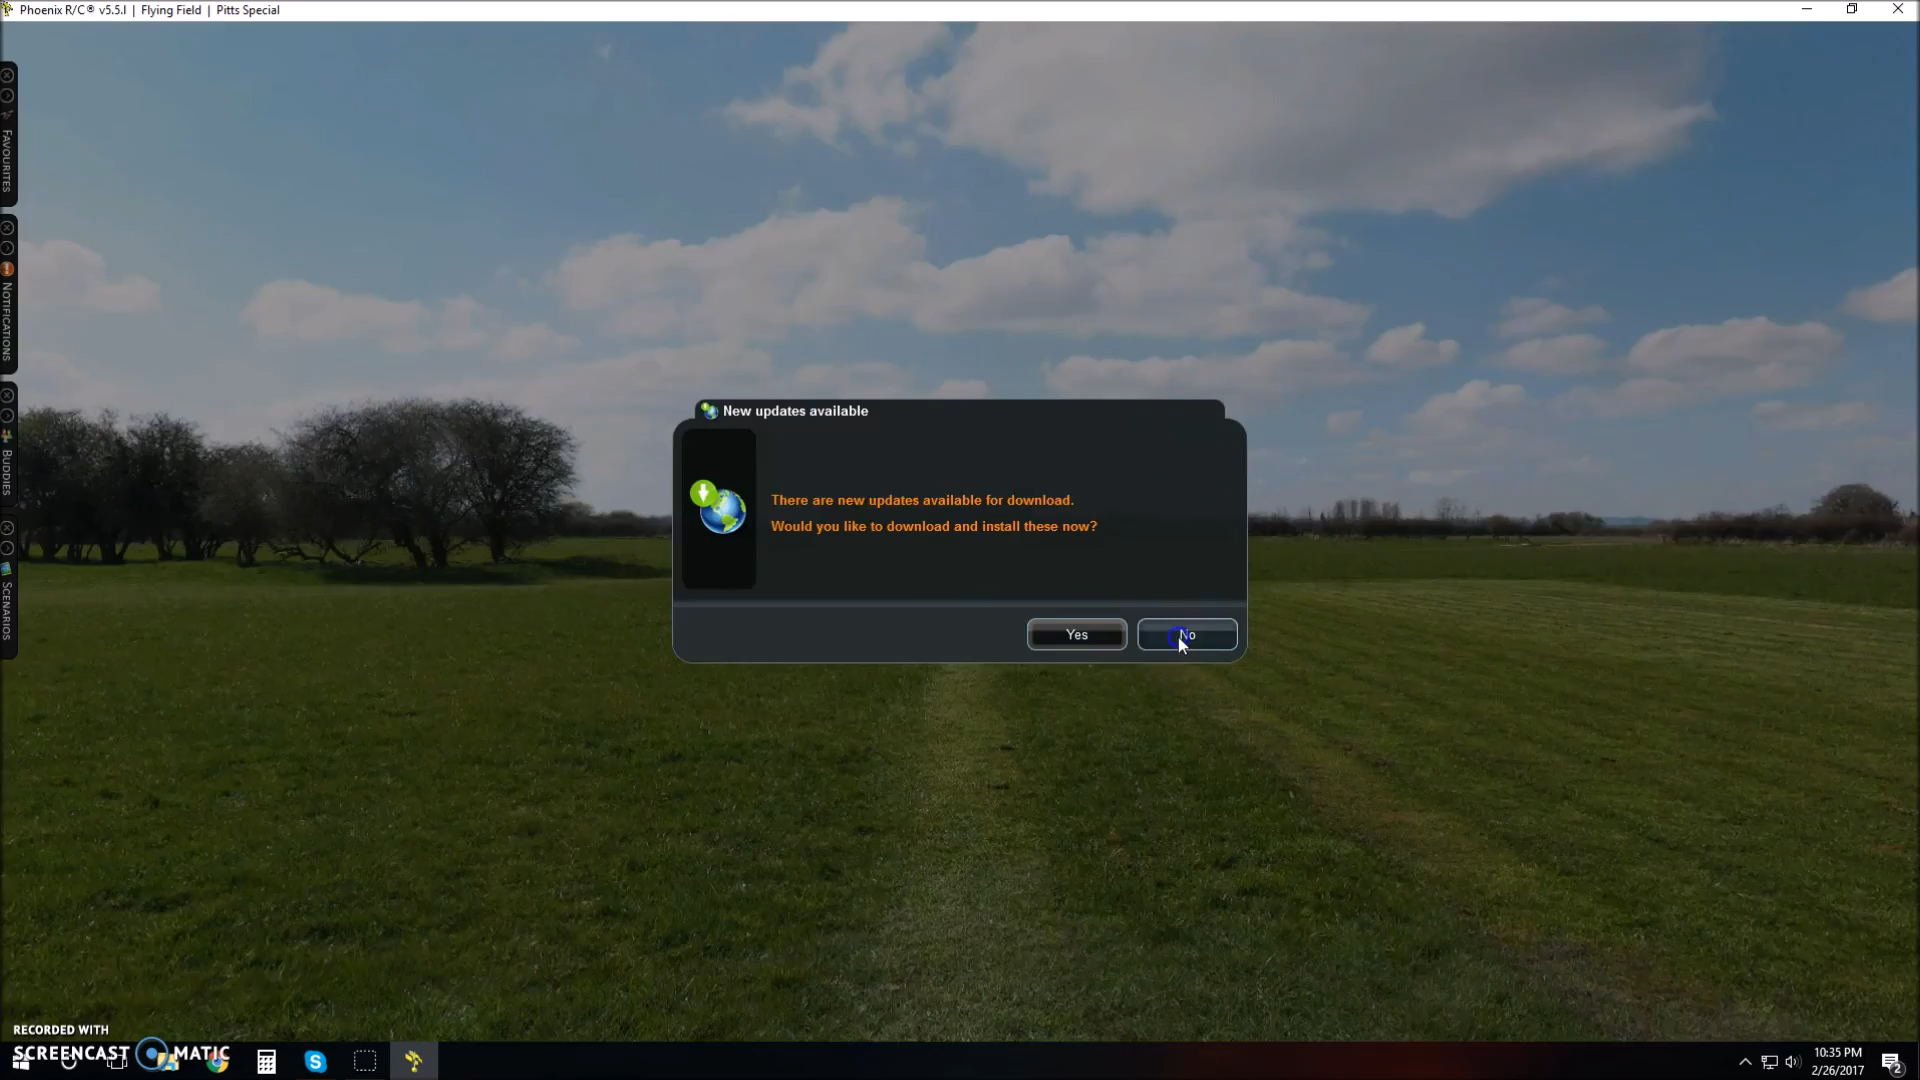 Phoenix R/C® v5.5.l | Flying Field | Pitts Special
FAVOURITES
NOTIFICATIONS
BUDDIES
SCENARIOS
New updates available
There are new updates available for download.
Would you like to download and install these now?
Yes
No
RECORDED WITH
SCREENCAST MATIC
10:35 PM
2/26/2017
2